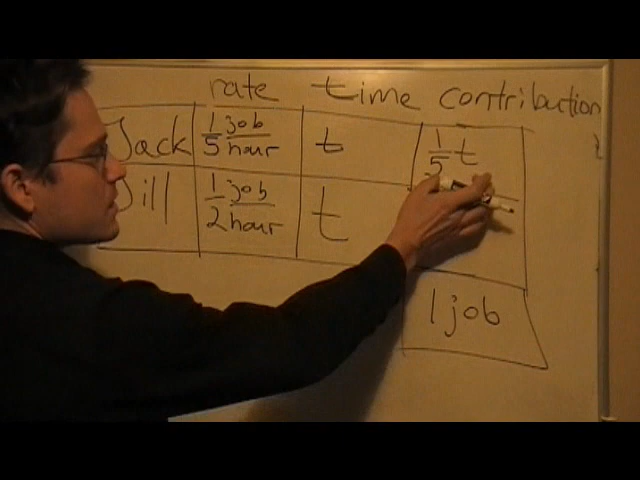 rate time contribution
Jack 1/5 job/hour t 1/5 t
Jill 1/2 job/hour t
1 job